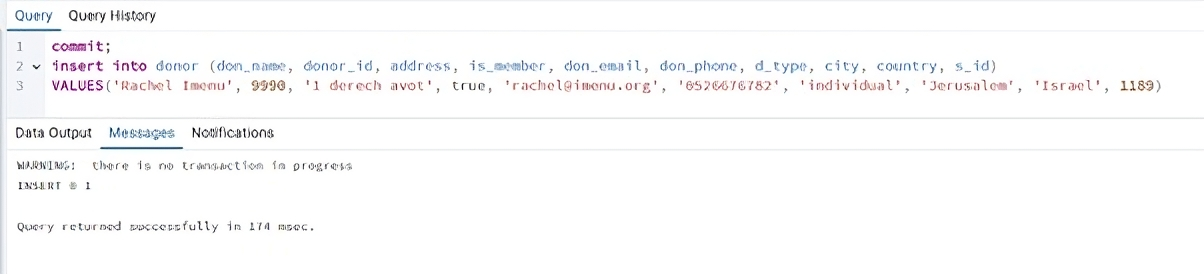 Query Query History
1 commit;
2 insert into donor (don_name, donor_id, address, is_member, don_email, don_phone, d_type, city, country, s_id)
3 VALUES('Rachel Imenu', 9990, '1 derech avot', true, 'rachel@imenu.org', '0526676782', 'individual', 'Jerusalem', 'Israel', 1189)
Data Output Messages Notifications
WARNING: there is no transaction in progress
INSERT 0 1
Query returned successfully in 174 msec.